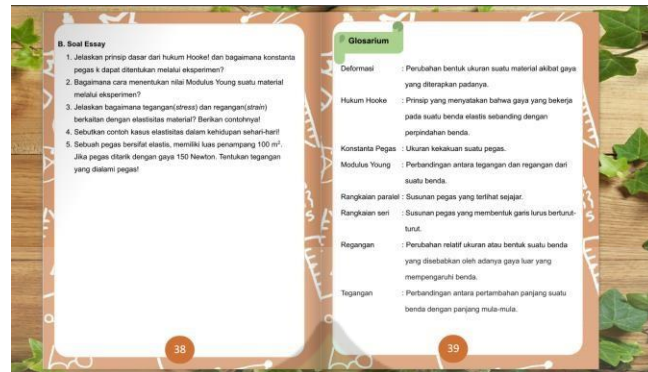 B. Soal Essay
1. Jelaskan prinsip dasar dari hukum Hooke! dan bagaimana konstanta
pegas k dapat ditentukan melalui eksperimen?
2. Bagaimana cara menentukan nilai Modulus Young suatu material
melalui eksperimen?
3. Jelaskan bagaimana tegangan(stress) dan regangan(strain)
berkaitan dengan elastisitas material? Berikan contohnya!
4. Sebutkan contoh kasus elastisitas dalam kehidupan sehari-hari!
5. Sebuah pegas bersifat elastis, memiliki luas penampang 100 m².
Jika pegas ditarik dengan gaya 150 Newton. Tentukan tegangan
yang dialami pegas!
38
Glosarium
Deformasi : Perubahan bentuk ukuran suatu material akibat gaya
yang diterapkan padanya.
Hukum Hooke : Prinsip yang menyatakan bahwa gaya yang bekerja
pada suatu benda elastis sebanding dengan
perpindahan benda.
Konstanta Pegas : Ukuran kekakuan suatu pegas.
Modulus Young : Perbandingan antara tegangan dan regangan dari
suatu benda.
Rangkaian paralel : Susunan pegas yang terlihat sejajar.
Rangkaian seri : Susunan pegas yang membentuk garis lurus berturut-
turut.
Regangan : Perubahan relatif ukuran atau bentuk suatu benda
yang disebabkan oleh adanya gaya luar yang
mempengaruhi benda.
Tegangan : Perbandingan antara pertambahan panjang suatu
benda dengan panjang mula-mula.
39